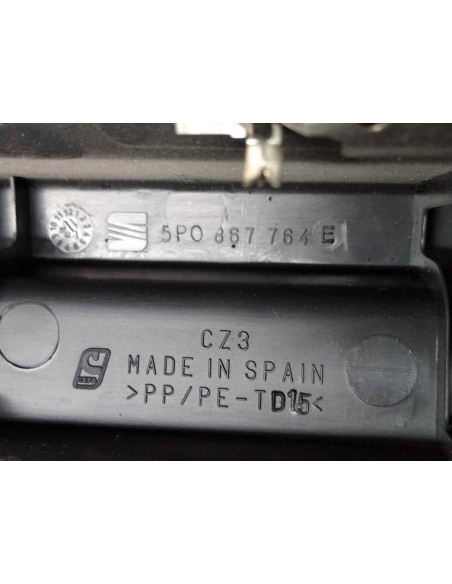 5P0 867 764 E
CZ3
MADE IN SPAIN
>PP/PE-TD15<